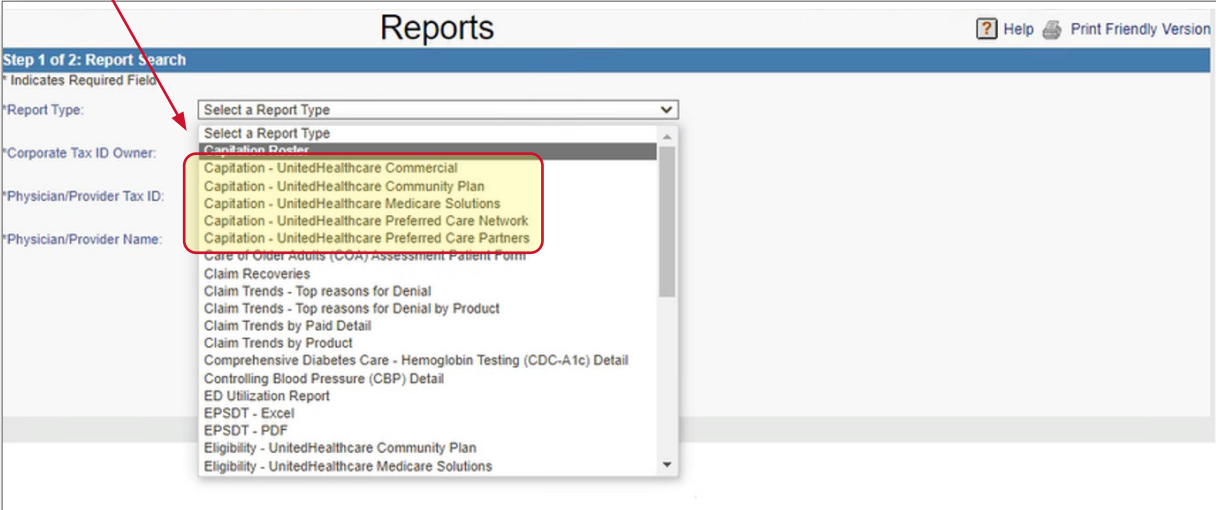 Reports
? Help Print Friendly Version
Step 1 of 2: Report Search
* Indicates Required Field
*Report Type:
Select a Report Type
Select a Report Type
Capitation Roster
*Corporate Tax ID Owner:
Capitation - UnitedHealthcare Commercial
Capitation - UnitedHealthcare Community Plan
*Physician/Provider Tax ID:
Capitation - UnitedHealthcare Medicare Solutions
Capitation - UnitedHealthcare Preferred Care Network
*Physician/Provider Name:
Capitation - UnitedHealthcare Preferred Care Partners
Care of Older Adults (COA) Assessment Patient Form
Claim Recoveries
Claim Trends - Top reasons for Denial
Claim Trends - Top reasons for Denial by Product
Claim Trends by Paid Detail
Claim Trends by Product
Comprehensive Diabetes Care - Hemoglobin Testing (CDC-A1c) Detail
Controlling Blood Pressure (CBP) Detail
ED Utilization Report
EPSDT - Excel
EPSDT - PDF
Eligibility - UnitedHealthcare Community Plan
Eligibility - UnitedHealthcare Medicare Solutions